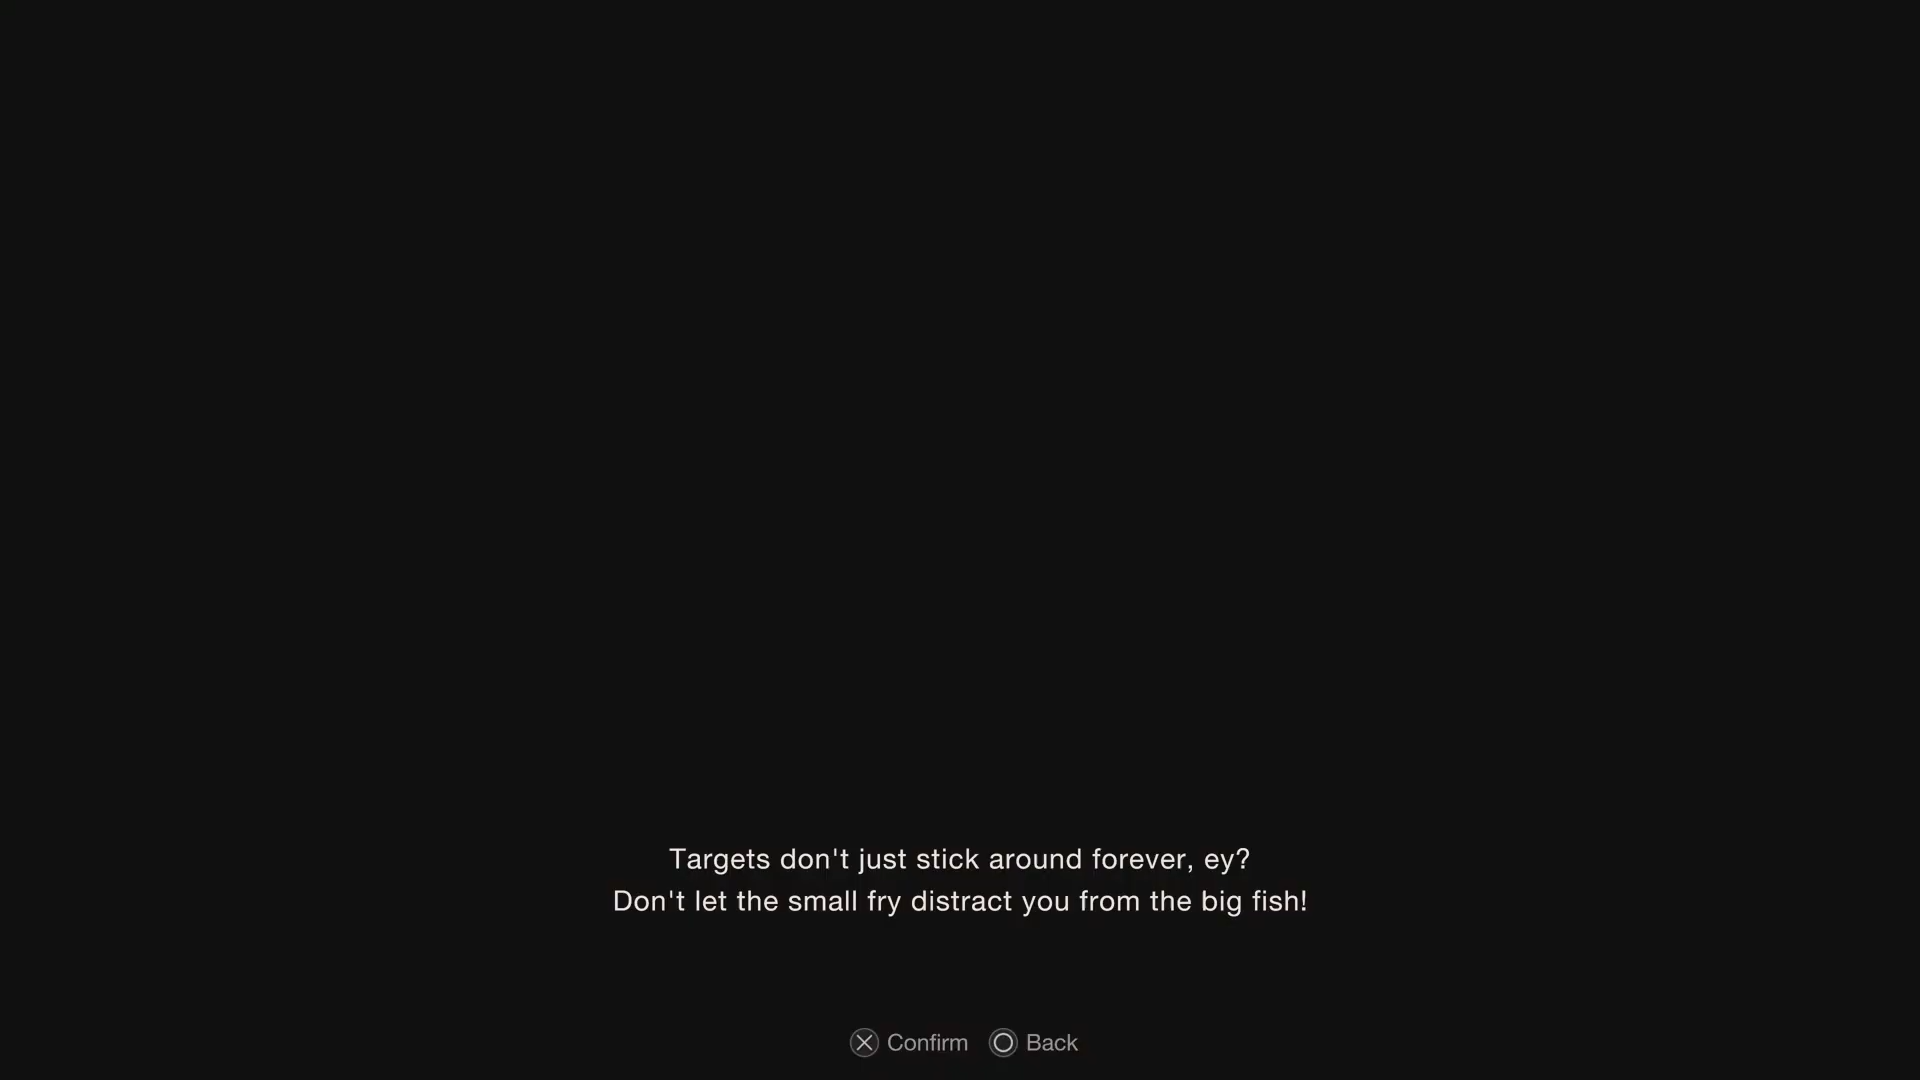 Targets don't just stick around forever, ey?
Don't let the small fry distract you from the big fish!
Confirm Back